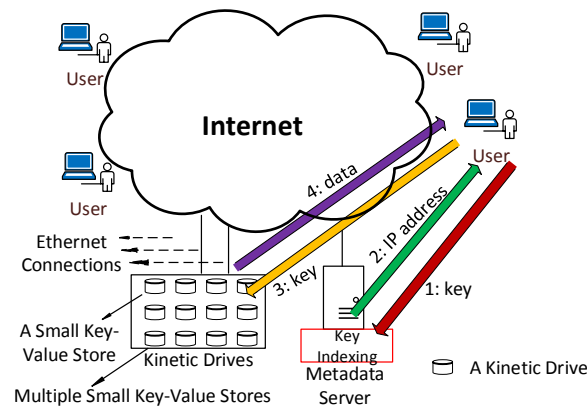 User
User
Internet
User
User
4: data
Ethernet
Connections
2: IP address
3: key
1: key
A Small Key-
Value Store
Kinetic Drives
Key
Indexing
Metadata
Server
A Kinetic Drive
Multiple Small Key-Value Stores